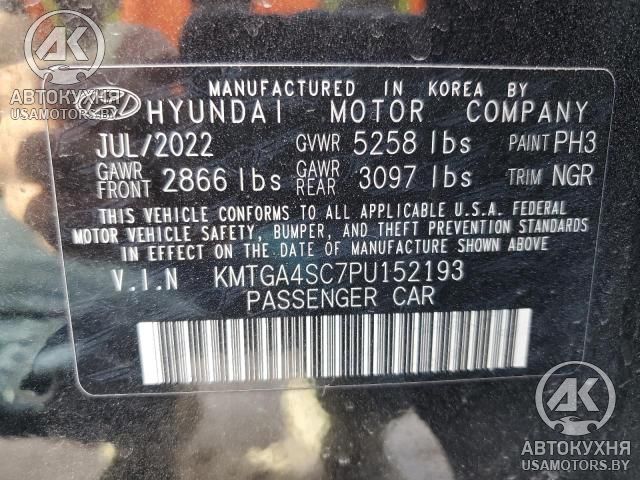 АВТОКУХНЯ
USAMOTORS.BY
MANUFACTURED IN KOREA BY
HYUNDAI MOTOR COMPANY
JUL/2022 GVWR 5258 lbs PAINT PH3
GAWR FRONT 2866 lbs GAWR REAR 3097 lbs TRIM NGR
THIS VEHICLE CONFORMS TO ALL APPLICABLE U.S.A. FEDERAL
MOTOR VEHICLE SAFETY, BUMPER, AND THEFT PREVENTION STANDARDS
IN EFFECT ON THE DATE OF MANUFACTURE SHOWN ABOVE
V.I.N KMTGA4SC7PU152193
PASSENGER CAR
АК
АВТОКУХНЯ
USAMOTORS.BY